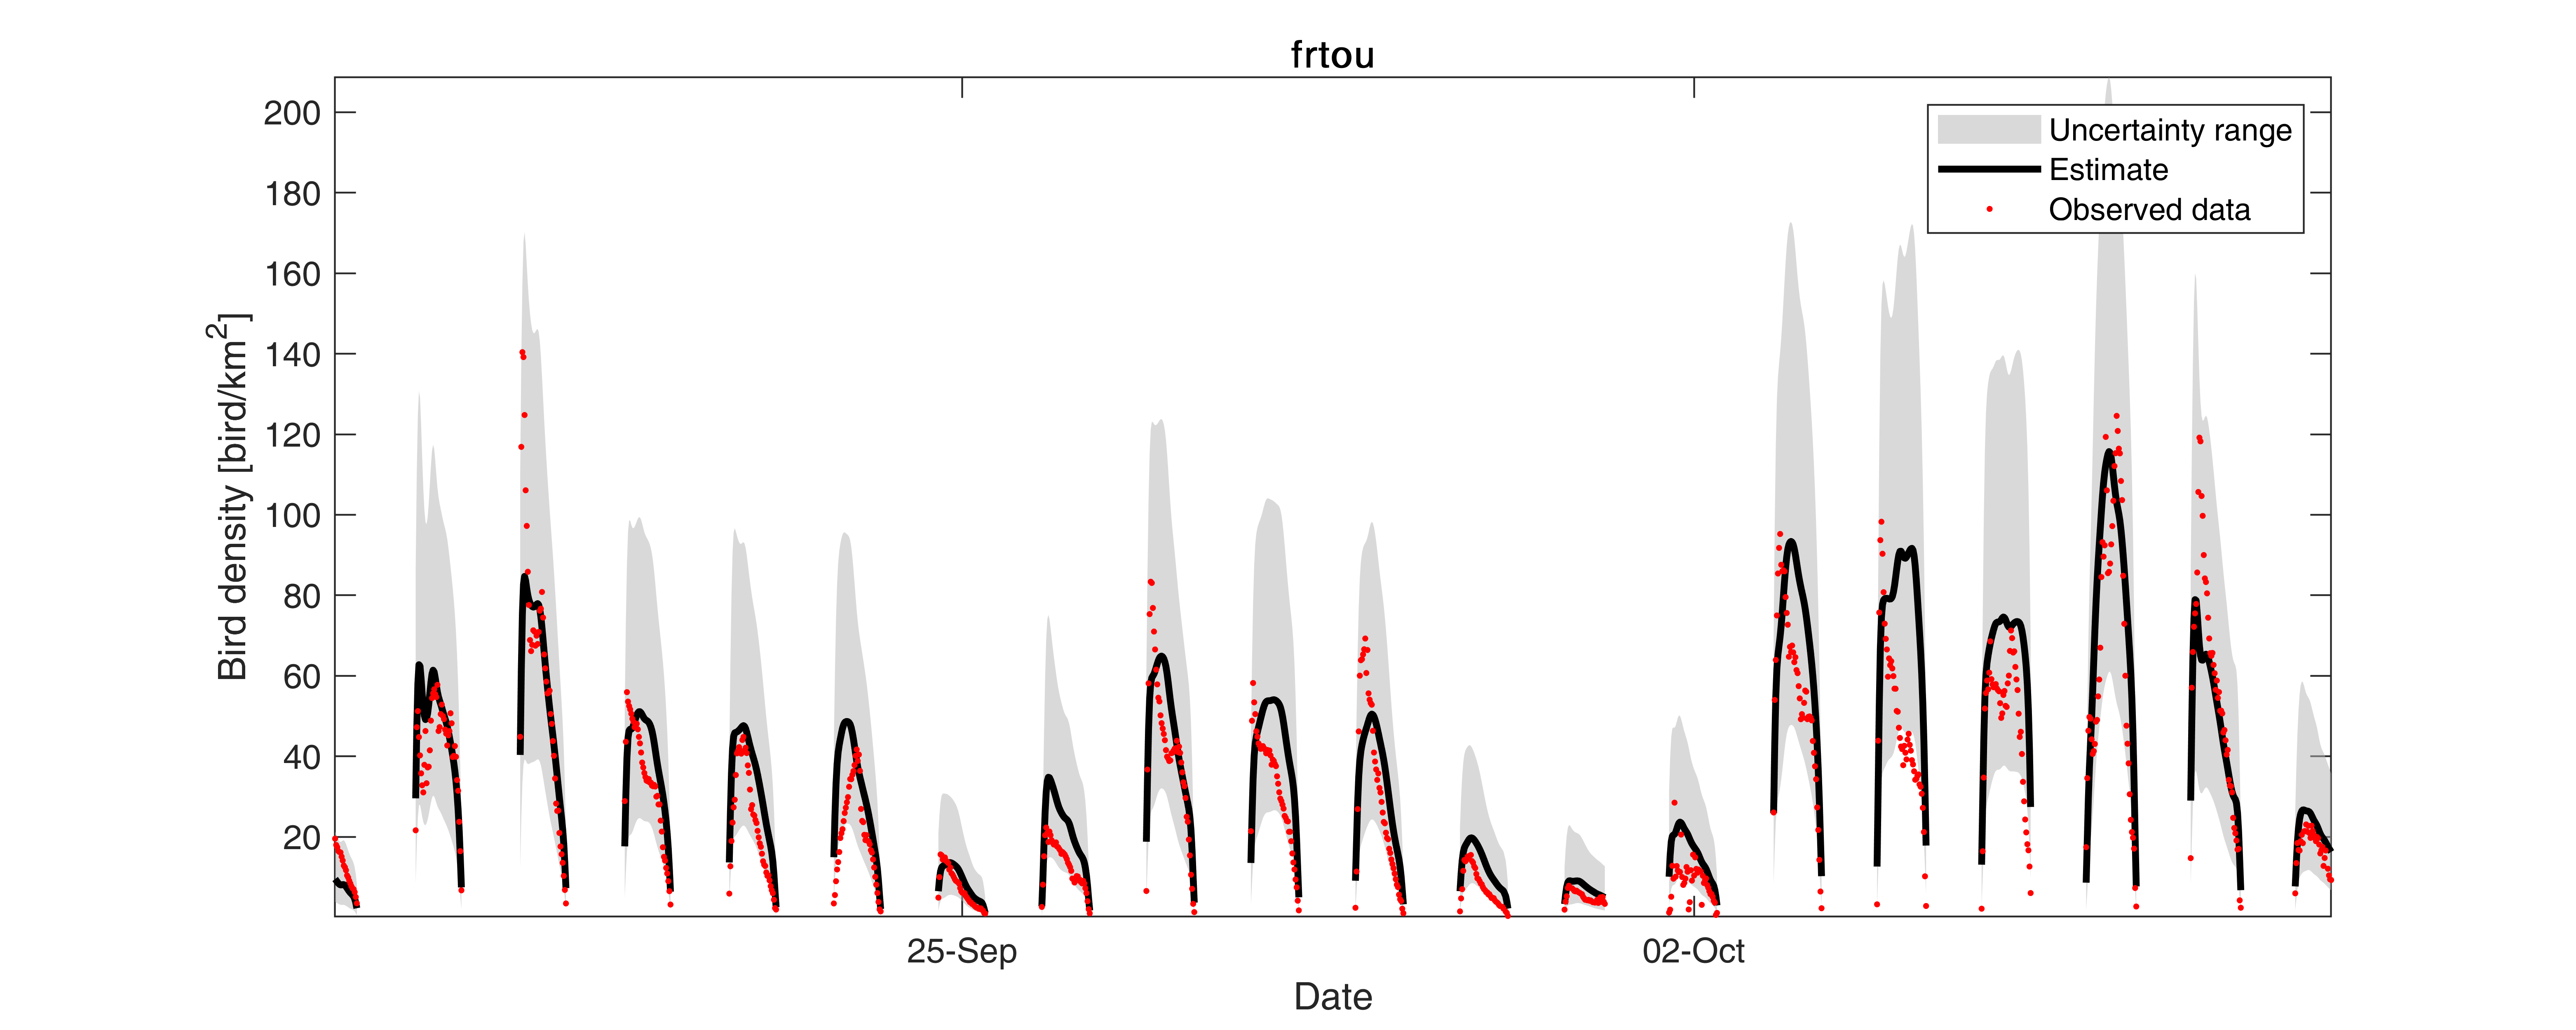 frtou
200
180
160
140
120
100
80
60
40
20
Bird density [bird/km²]
Uncertainty range
Estimate
Observed data
25-Sep
02-Oct
Date